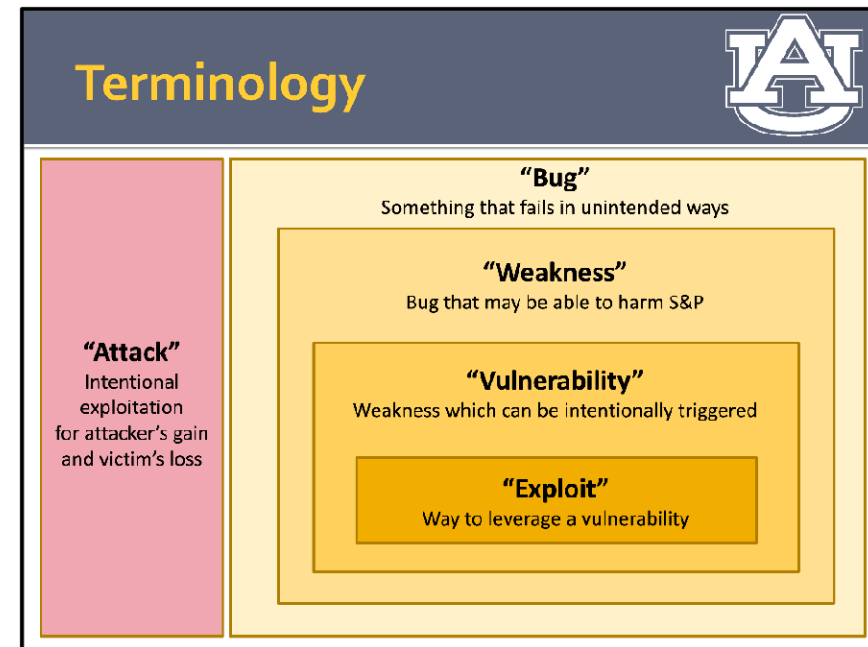 Terminology
AU
“Attack”
Intentional
exploitation
for attacker’s gain
and victim’s loss
“Bug”
Something that fails in unintended ways
“Weakness”
Bug that may be able to harm S&P
“Vulnerability”
Weakness which can be intentionally triggered
“Exploit”
Way to leverage a vulnerability